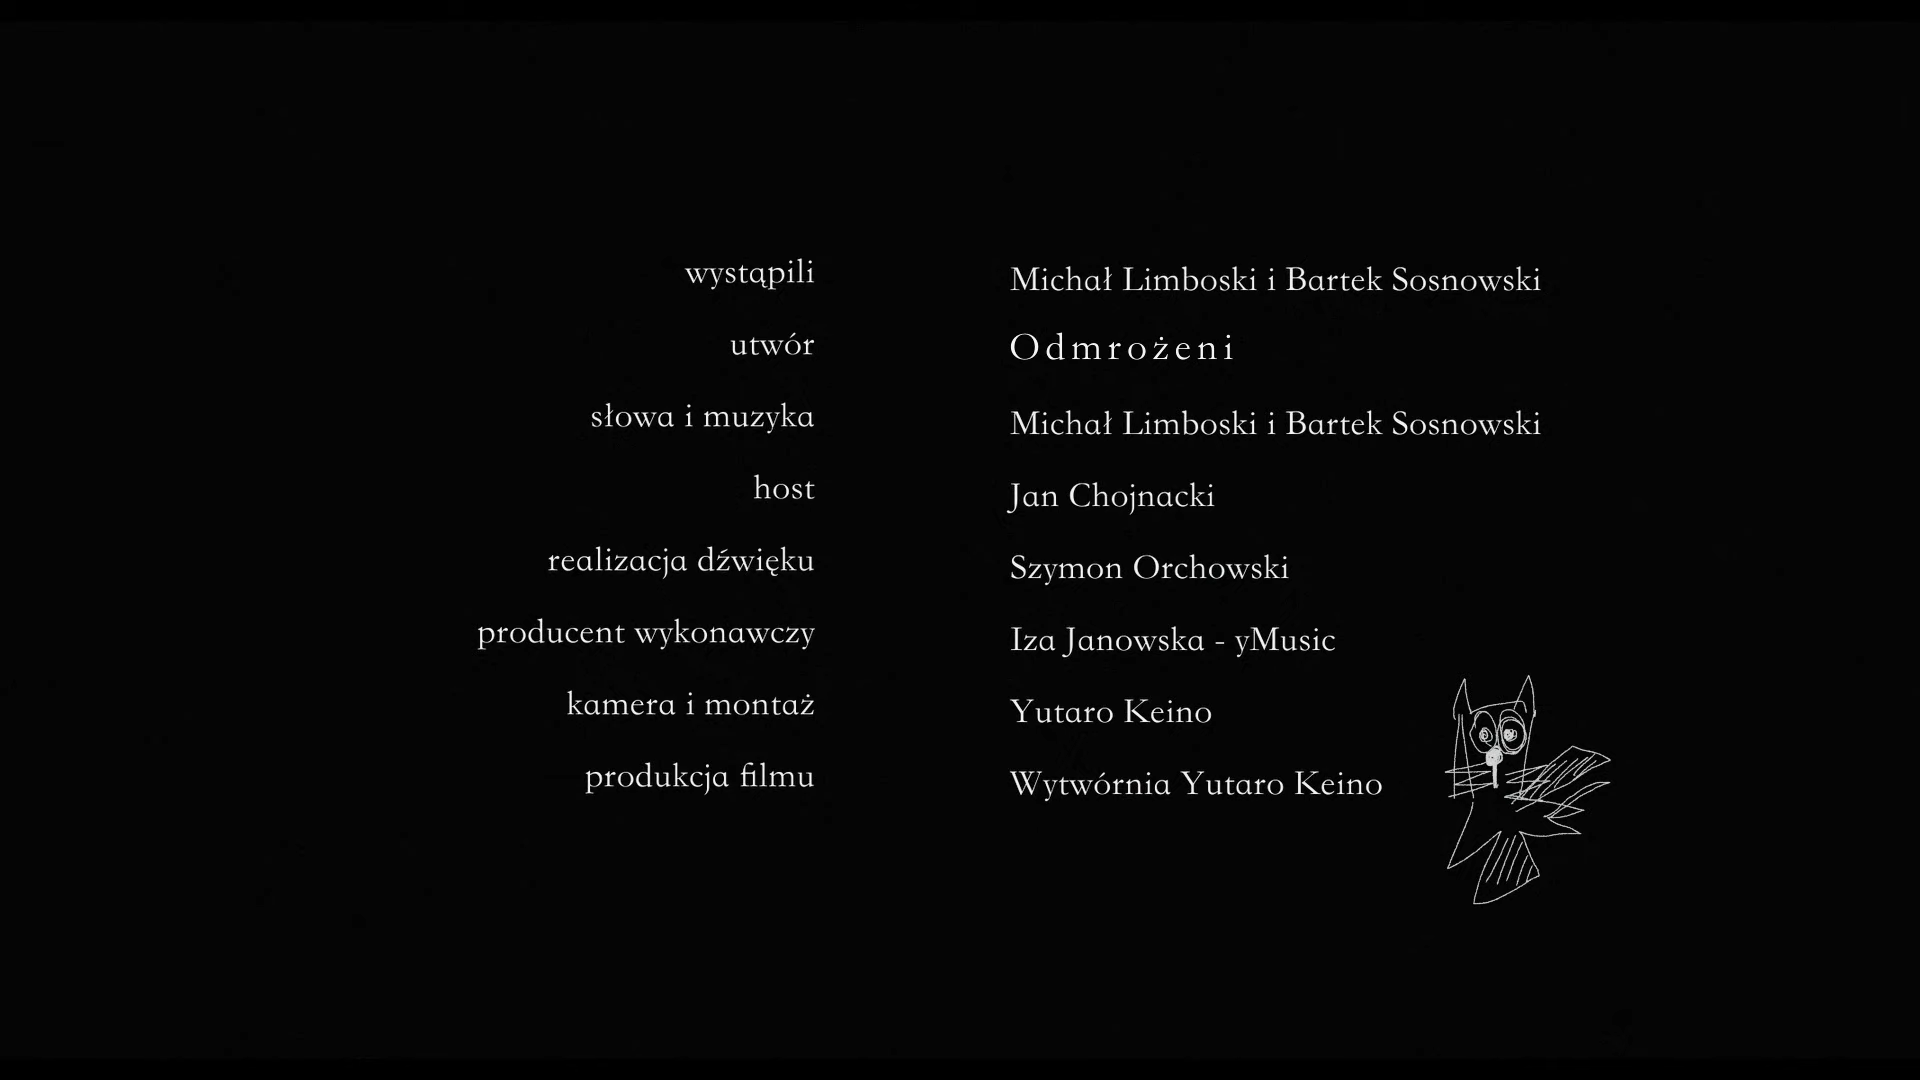 wystąpili Michał Limboski i Bartek Sosnowski
utwór Odmrożeni
słowa i muzyka Michał Limboski i Bartek Sosnowski
host Jan Chojnacki
realizacja dźwięku Szymon Orchowski
producent wykonawczy Iza Janowska - yMusic
kamera i montaż Yutaro Keino
produkcja filmu Wytwórnia Yutaro Keino